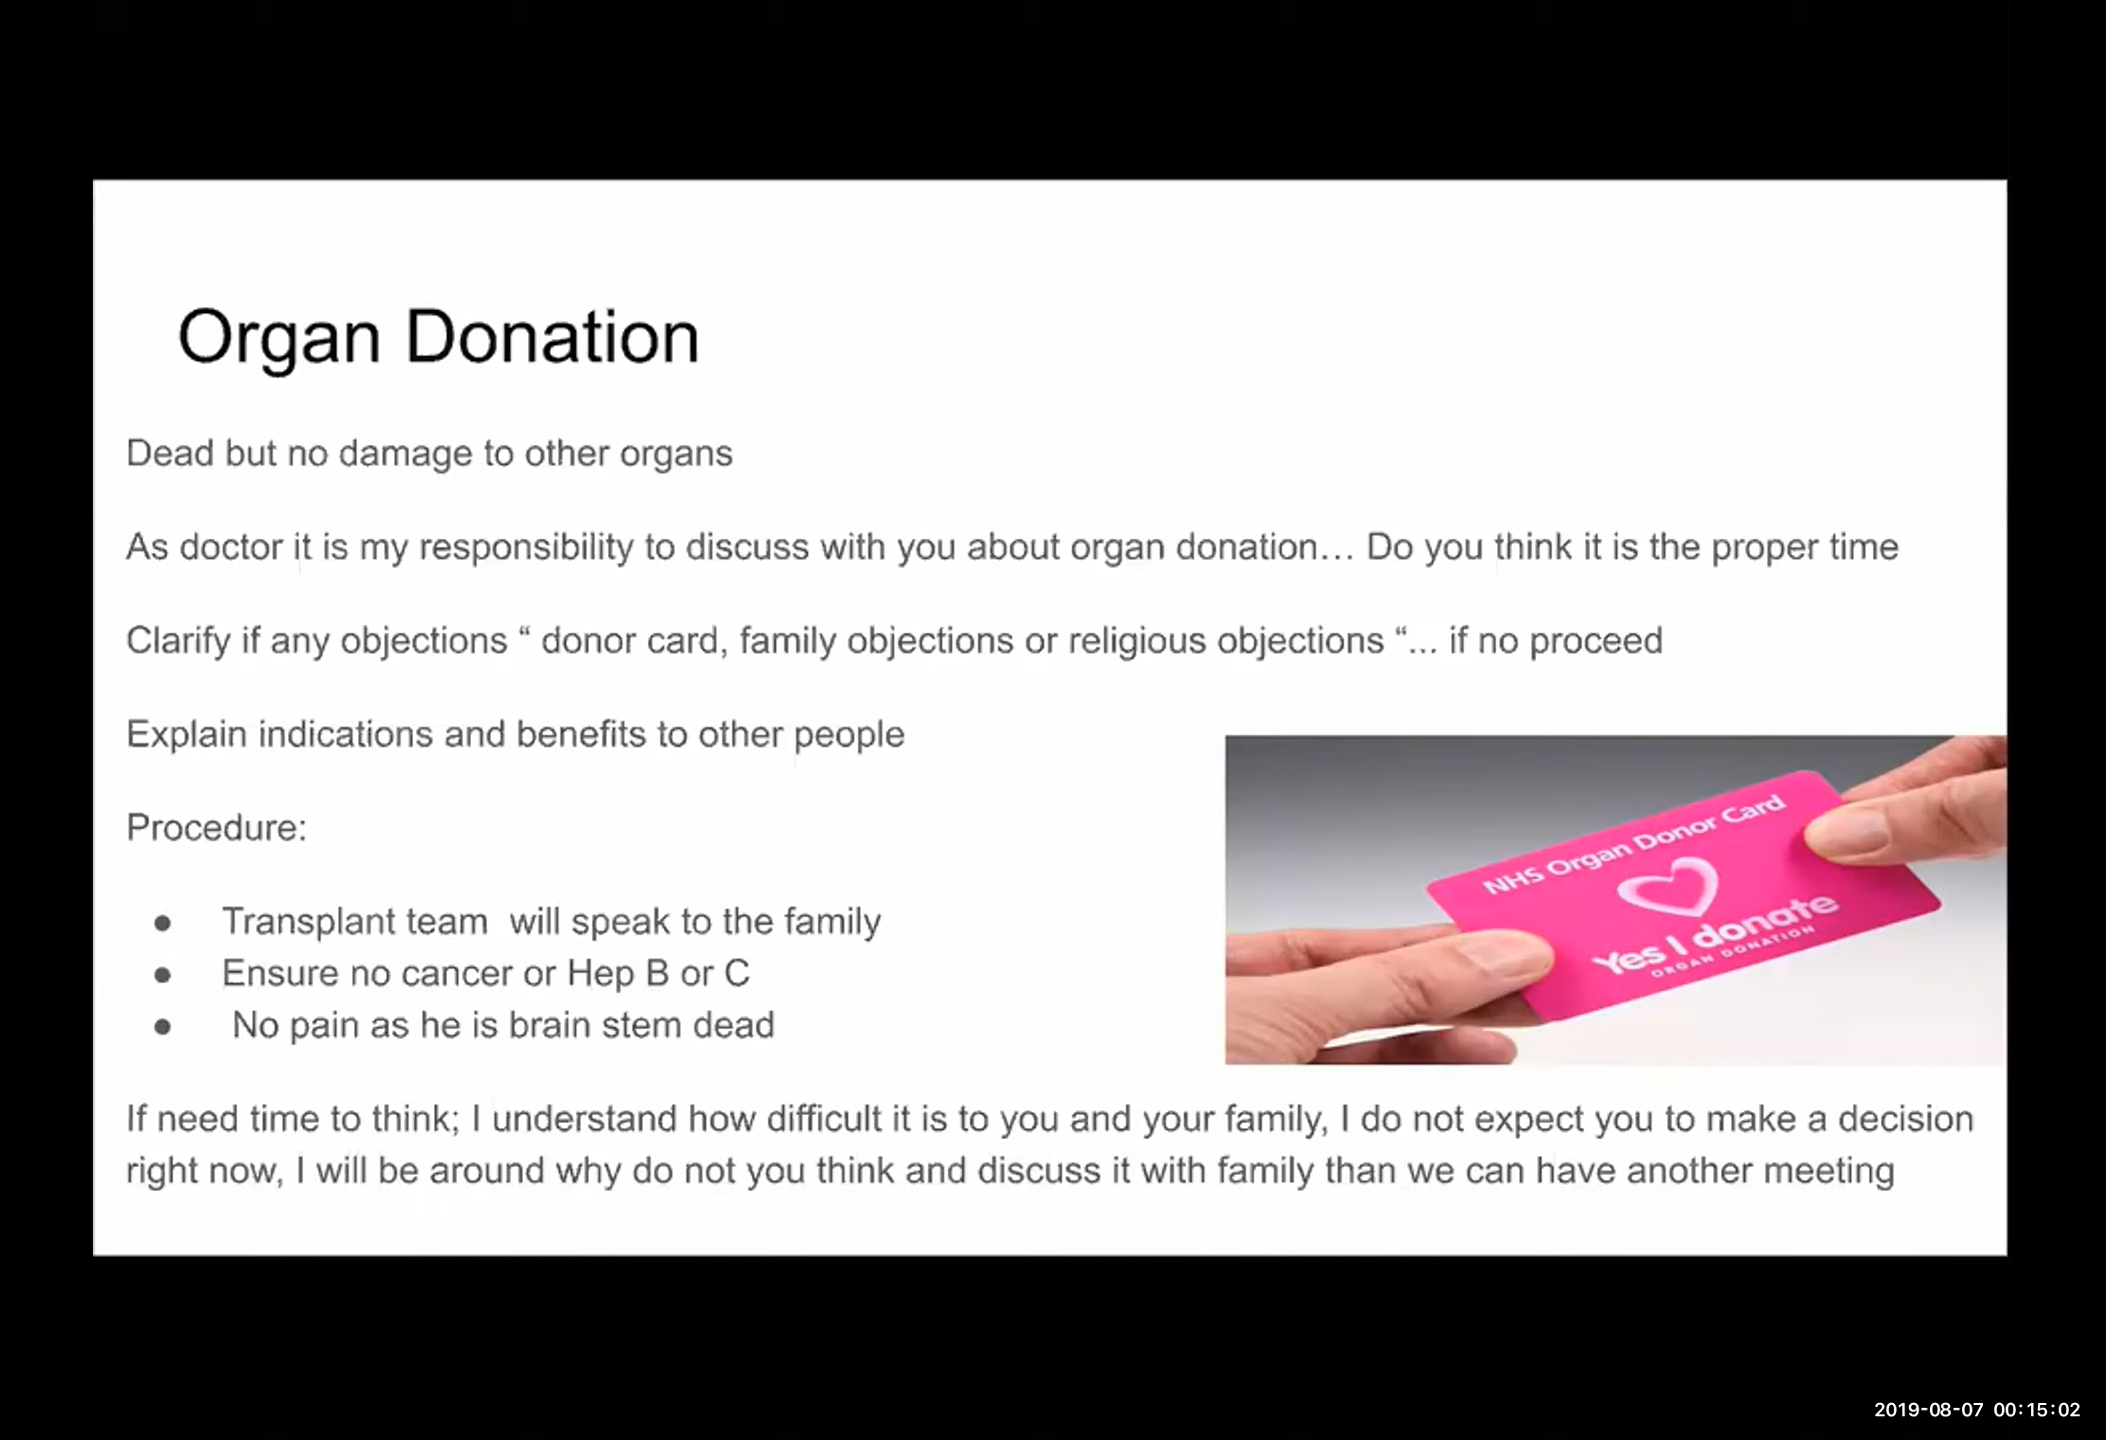 Organ Donation
Dead but no damage to other organs
As doctor it is my responsibility to discuss with you about organ donation... Do you think it is the proper time
Clarify if any objections “ donor card, family objections or religious objections “... if no proceed
Explain indications and benefits to other people
Procedure:
● Transplant team  will speak to the family
● Ensure no cancer or Hep B or C
● No pain as he is brain stem dead
NHS Organ Donor Card
Yes I donate
ORGAN DONATION
If need time to think; I understand how difficult it is to you and your family, I do not expect you to make a decision
right now, I will be around why do not you think and discuss it with family than we can have another meeting
2019-08-07 00:15:02